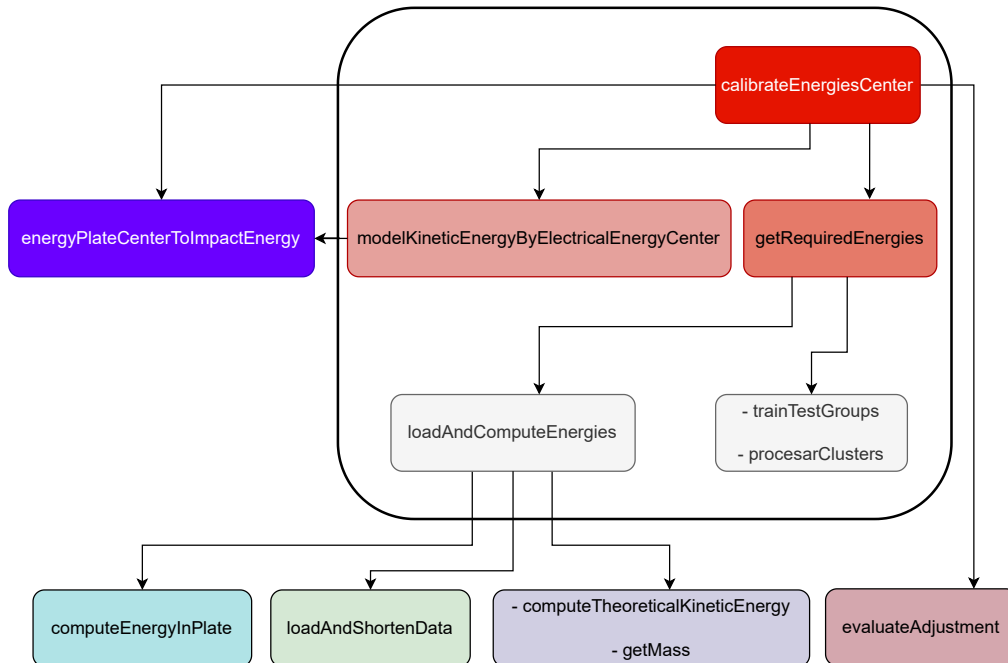 calibrateEnergiesCenter
energyPlateCenterToImpactEnergy
modelKineticEnergyByElectricalEnergyCenter
getRequiredEnergies
loadAndComputeEnergies
- trainTestGroups
- procesarClusters
computeEnergyInPlate
loadAndShortenData
- computeTheoreticalKineticEnergy
- getMass
evaluateAdjustment